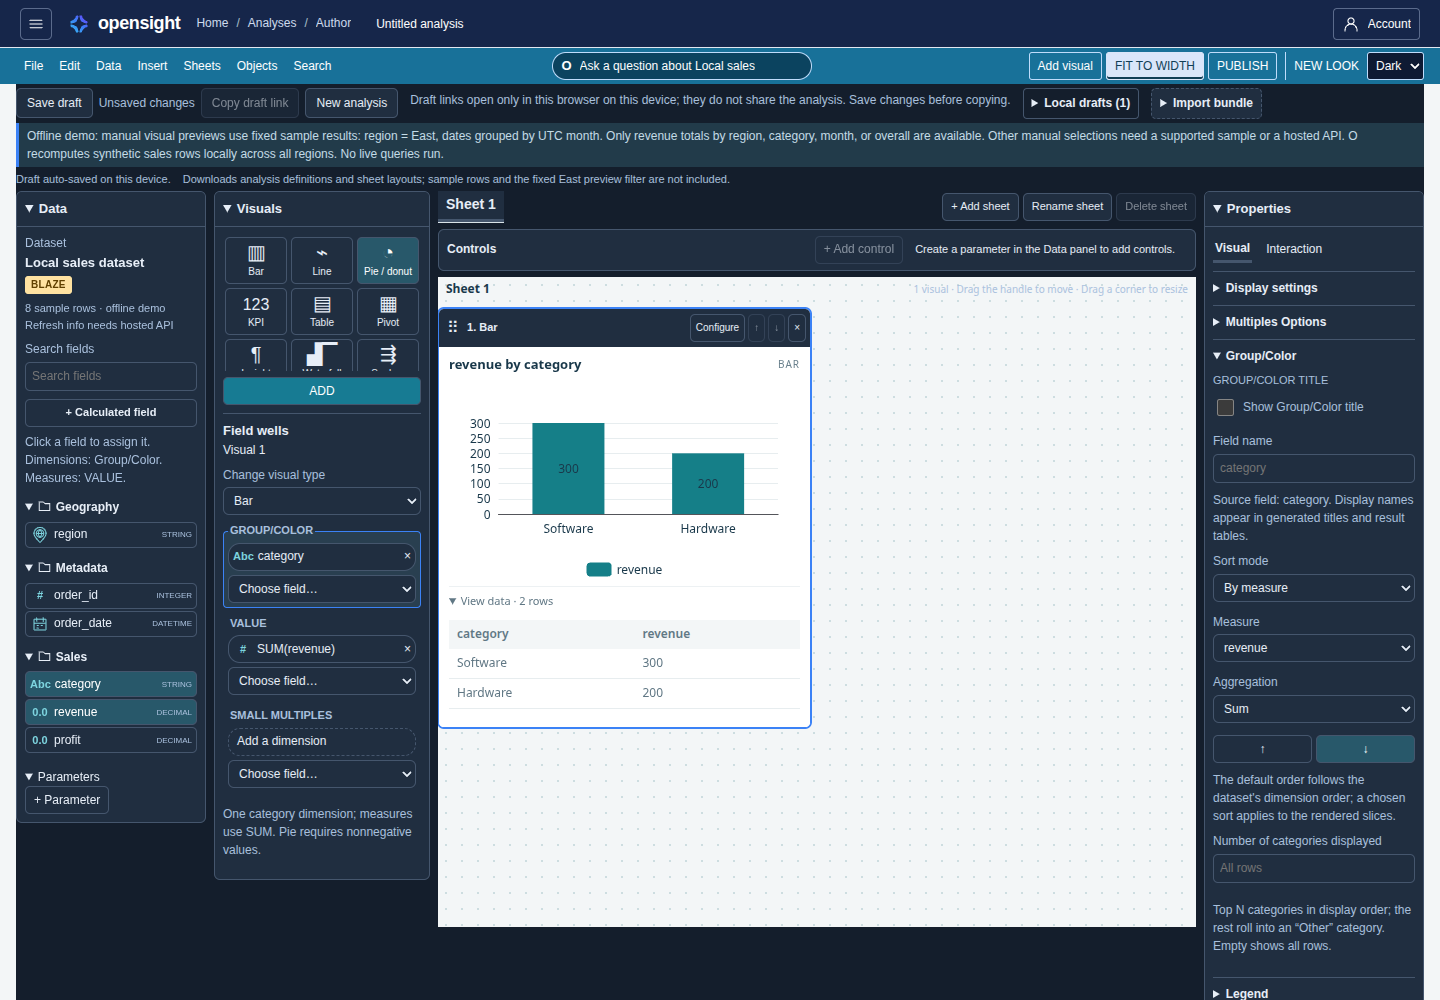 opensight
Home / Analyses / Author
Untitled analysis
Account
File Edit Data Insert Sheets Objects Search
Ask a question about Local sales
Add visual
FIT TO WIDTH
PUBLISH
NEW LOOK
Dark
Save draft
Unsaved changes
Copy draft link
New analysis
Draft links open only in this browser on this device; they do not share the analysis. Save changes before copying.
Local drafts (1)
Import bundle
Offline demo: manual visual previews use fixed sample results: region = East, dates grouped by UTC month. Only revenue totals by region, category, month, or overall are available. Other manual selections need a supported sample or a hosted API. O
recomputes synthetic sales rows locally across all regions. No live queries run.
Draft auto-saved on this device. Downloads analysis definitions and sheet layouts; sample rows and the fixed East preview filter are not included.
Data
Dataset
Local sales dataset
BLAZE
8 sample rows · offline demo
Refresh info needs hosted API
Search fields
Search fields
+ Calculated field
Click a field to assign it.
Dimensions: Group/Color.
Measures: VALUE.
Geography
region STRING
Metadata
# order_id INTEGER
order_date DATETIME
Sales
Abc category STRING
0.0 revenue DECIMAL
0.0 profit DECIMAL
Parameters
+ Parameter
Visuals
Bar
Line
Pie / donut
123
KPI
Table
Pivot
¶
ADD
Field wells
Visual 1
Change visual type
Bar
GROUP/COLOR
Abc category ×
Choose field…
VALUE
# SUM(revenue) ×
Choose field…
SMALL MULTIPLES
Add a dimension
Choose field…
One category dimension; measures
use SUM. Pie requires nonnegative
values.
Sheet 1
+ Add sheet
Rename sheet
Delete sheet
Controls
+ Add control
Create a parameter in the Data panel to add controls.
Sheet 1
1 visual · Drag the handle to move · Drag a corner to resize
1. Bar
Configure
↑
↓
×
revenue by category
BAR
300
250
200
150
100
50
0
300
200
Software
Hardware
revenue
View data · 2 rows
category revenue
Software 300
Hardware 200
Properties
Visual
Interaction
Display settings
Multiples Options
Group/Color
GROUP/COLOR TITLE
Show Group/Color title
Field name
category
Source field: category. Display names
appear in generated titles and result
tables.
Sort mode
By measure
Measure
revenue
Aggregation
Sum
↑
↓
The default order follows the
dataset's dimension order; a chosen
sort applies to the rendered slices.
Number of categories displayed
All rows
Top N categories in display order; the
rest roll into an “Other” category.
Empty shows all rows.
Legend